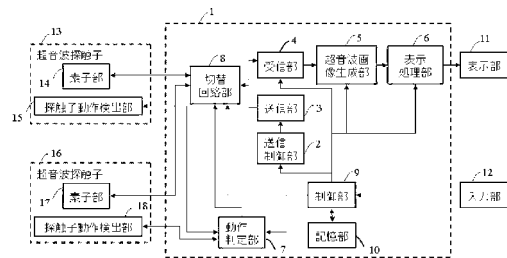 1
13
超音波探触子
素子部
14
探触子動作検出部
15
16
超音波探触子
素子部
17
探触子動作検出部
18
8
切替
回路部
4
受信部
5
超音波画
像生成部
6
表示
処理部
11
表示部
送信部
3
送信
制御部
2
9
制御部
12
入力部
動作
判定部
7
記憶部
10